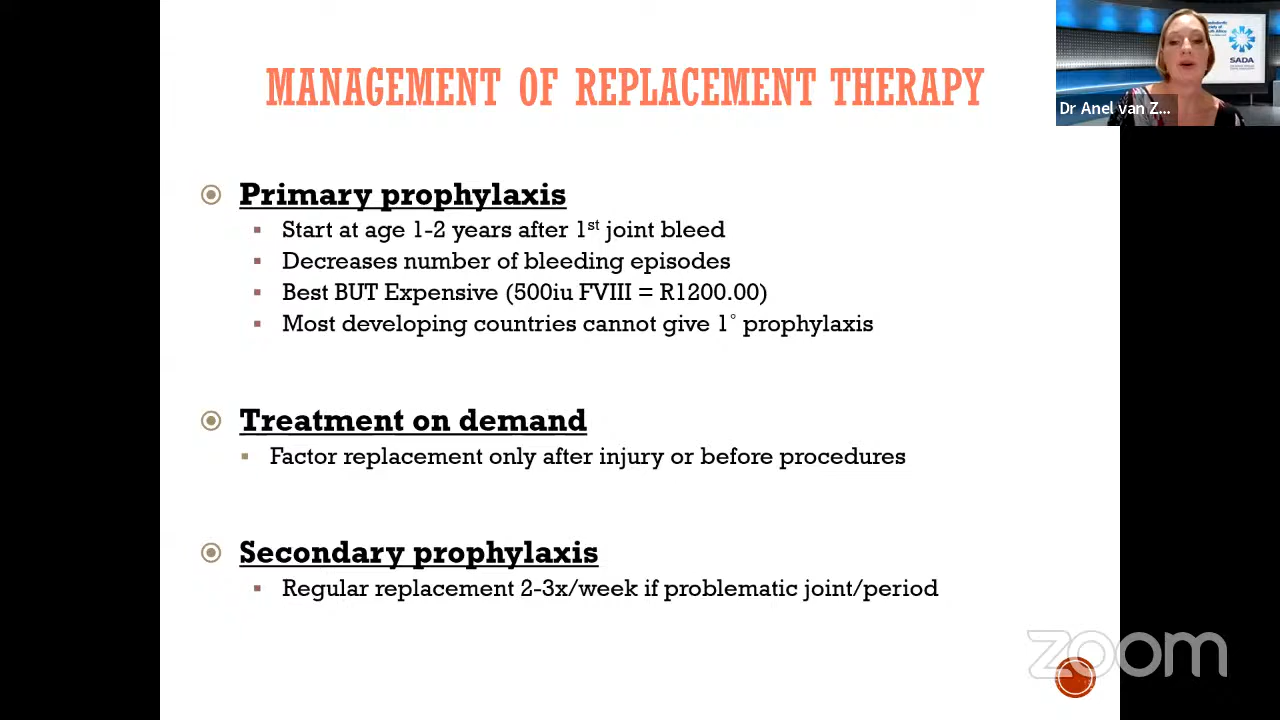 MANAGEMENT OF REPLACEMENT THERAPY
Dr Anel van Z...
SADA
Primary prophylaxis
Start at age 1-2 years after 1st joint bleed
Decreases number of bleeding episodes
Best BUT Expensive (500iu FVIII = R1200.00)
Most developing countries cannot give 1° prophylaxis
Treatment on demand
Factor replacement only after injury or before procedures
Secondary prophylaxis
Regular replacement 2-3x/week if problematic joint/period
zoom